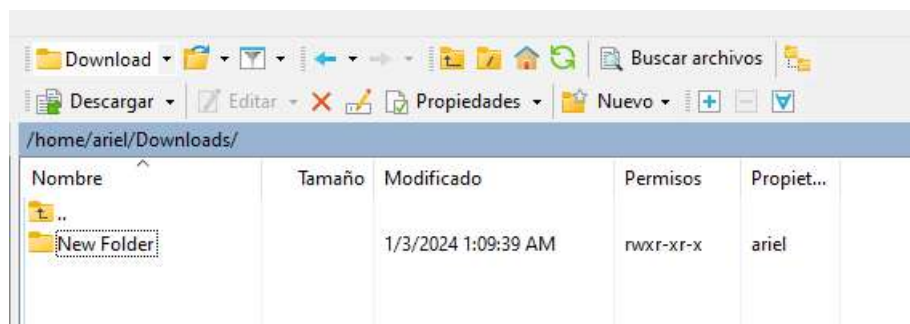 Download
Buscar archivos
Descargar Editar Propiedades Nuevo
/home/ariel/Downloads/
Nombre Tamaño Modificado Permisos Propiet...
..
New Folder 1/3/2024 1:09:39 AM rwxr-xr-x ariel